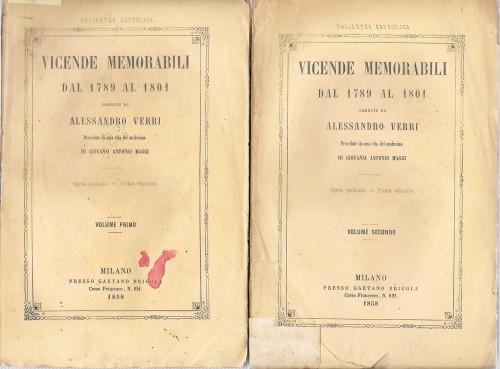 POLIANTEA CATTOLICA
VICENDE MEMORABILI
DAL 1789 AL 1801
NARRATE DA
ALESSANDRO VERRI
Precedute da una vita del medesimo
DI GIOVANNI ANTONIO MAGGI
Opera postuma — Prima edizione
VOLUME PRIMO
MILANO
PRESSO GAETANO BRIGOLA
Corso Francesco, N. 621
1858
POLIANTEA CATTOLICA
VICENDE MEMORABILI
DAL 1789 AL 1801
NARRATE DA
ALESSANDRO VERRI
Precedute da una vita del medesimo
DI GIOVANNI ANTONIO MAGGI
Opera postuma — Prima edizione
VOLUME SECONDO
MILANO
PRESSO GAETANO BRIGOLA
Corso Francesco, N. 621
1858